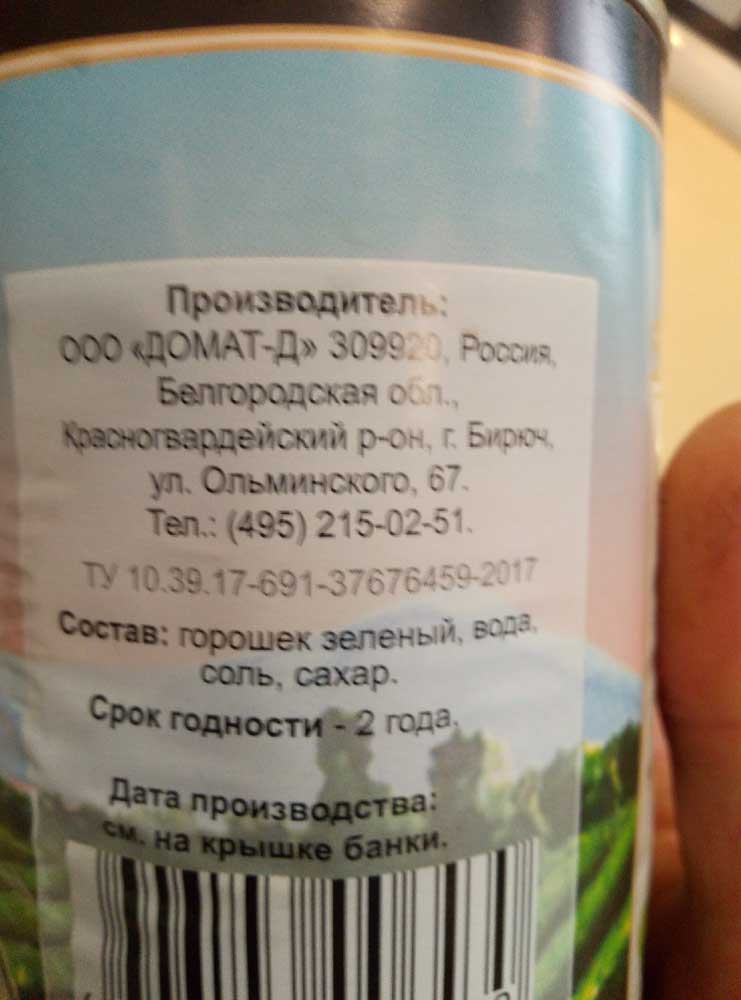 Производитель:
ООО «ДОМАТ-Д» 309920, Россия,
Белгородская обл.,
Красногвардейский р-он, г. Бирюч,
ул. Ольминского, 67.
Тел.: (495) 215-02-51.
ТУ 10.39.17-691-37676459-2017
Состав: горошек зеленый, вода,
соль, сахар.
Срок годности - 2 года.
Дата производства:
см. на крышке банки.